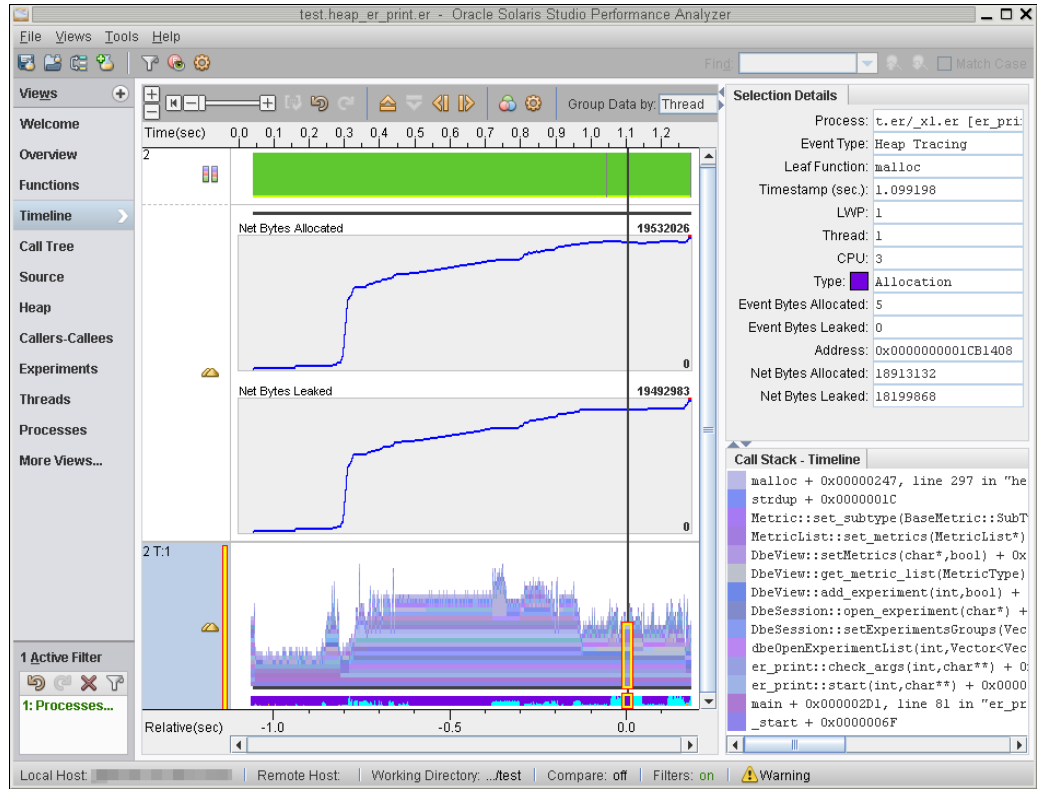 test.heap_er_print.er - Oracle Solaris Studio Performance Analyzer
File Views Tools Help
Find: Match Case
Views
Welcome
Overview
Functions
Timeline
Call Tree
Source
Heap
Callers-Callees
Experiments
Threads
Processes
More Views...
1 Active Filter
1: Processes...
Group Data by: Thread
Time(sec) 0,0 0,1 0,2 0,3 0,4 0,5 0,6 0,7 0,8 0,9 1,0 1,1 1,2
2
Net Bytes Allocated 19532026
0
Net Bytes Leaked 19492983
0
2 T:1
Relative(sec) -1.0 -0.5 0.0
Selection Details
Process: t.er/_x1.er [er_pri
Event Type: Heap Tracing
Leaf Function: malloc
Timestamp (sec.): 1.099198
LWP: 1
Thread: 1
CPU: 3
Type: Allocation
Event Bytes Allocated: 5
Event Bytes Leaked: 0
Address: 0x0000000001CB1408
Net Bytes Allocated: 18913132
Net Bytes Leaked: 18199868
Call Stack - Timeline
malloc + 0x00000247, line 297 in "he
strdup + 0x0000001C
Metric::set_subtype(BaseMetric::SubT
MetricList::set_metrics(MetricList*)
DbeView::setMetrics(char*,bool) + 0x
DbeView::get_metric_list(MetricType)
DbeView::add_experiment(int,bool) +
DbeSession::open_experiment(char*) +
DbeSession::setExperimentsGroups(Vec
dbeOpenExperimentList(int,Vector<Vec
er_print::check_args(int,char**) + 0
er_print::start(int,char**) + 0x0000
main + 0x000002D1, line 81 in "er_pr
_start + 0x0000006F
Local Host: Remote Host: Working Directory: .../test Compare: off Filters: on Warning